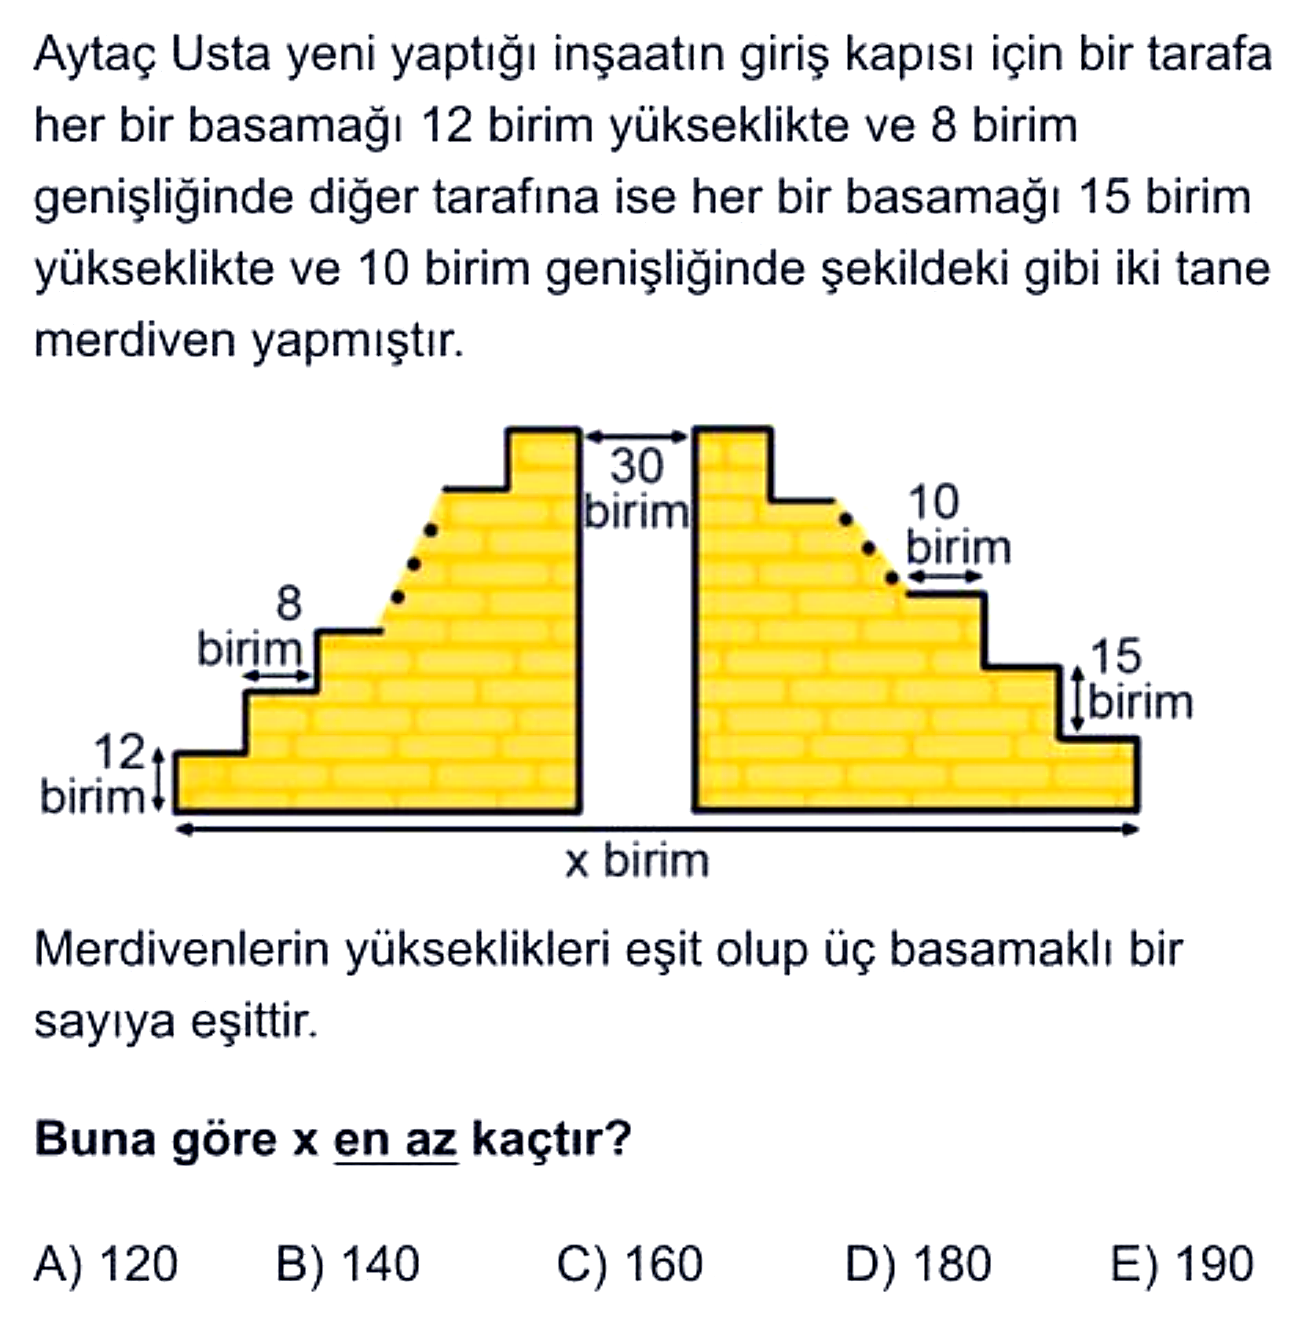 Aytaç Usta yeni yaptığı inşaatın giriş kapısı için bir tarafa
her bir basamağı 12 birim yükseklikte ve 8 birim
genişliğinde diğer tarafına ise her bir basamağı 15 birim
yükseklikte ve 10 birim genişliğinde şekildeki gibi iki tane
merdiven yapmıştır.
30
birim
10
birim
8
birim
15
birim
12
birim
x birim
Merdivenlerin yükseklikleri eşit olup üç basamaklı bir
sayıya eşittir.
Buna göre x en az kaçtır?
A) 120 B) 140 C) 160 D) 180 E) 190